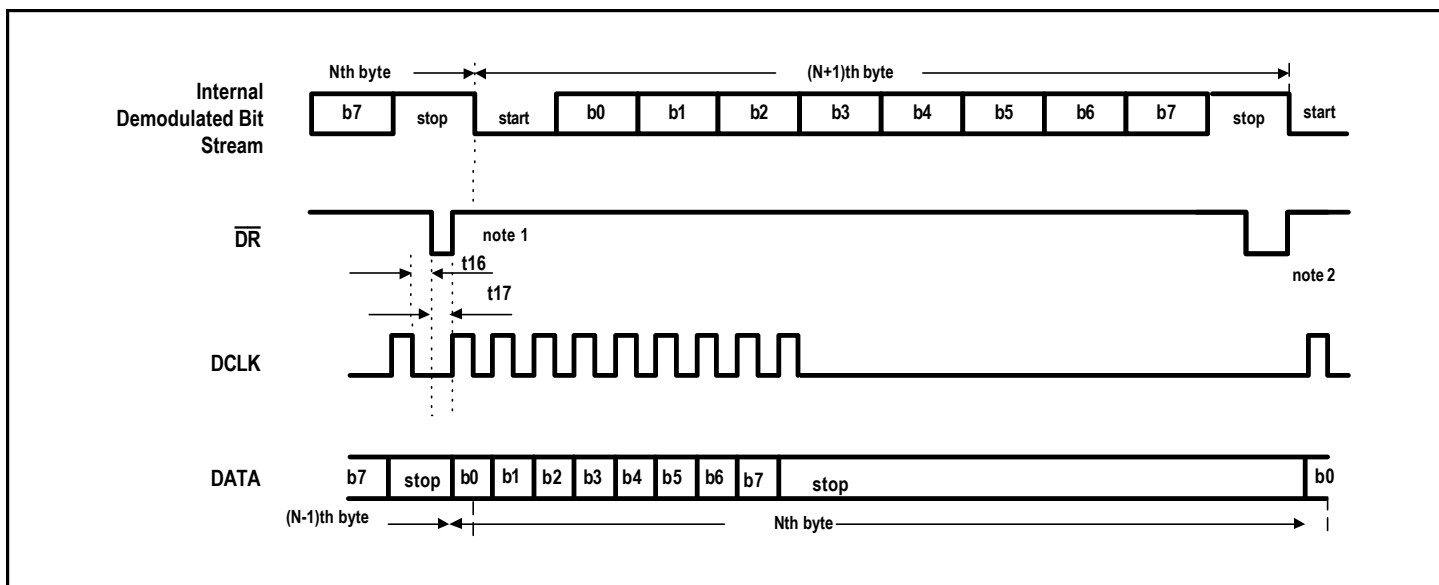 Nth byte
(N+1)th byte
Internal
Demodulated Bit
Stream
b7 stop start b0 b1 b2 b3 b4 b5 b6 b7 stop start
DR
note 1
note 2
t16
t17
DCLK
DATA
b7 stop b0 b1 b2 b3 b4 b5 b6 b7 stop b0
(N-1)th byte
Nth byte